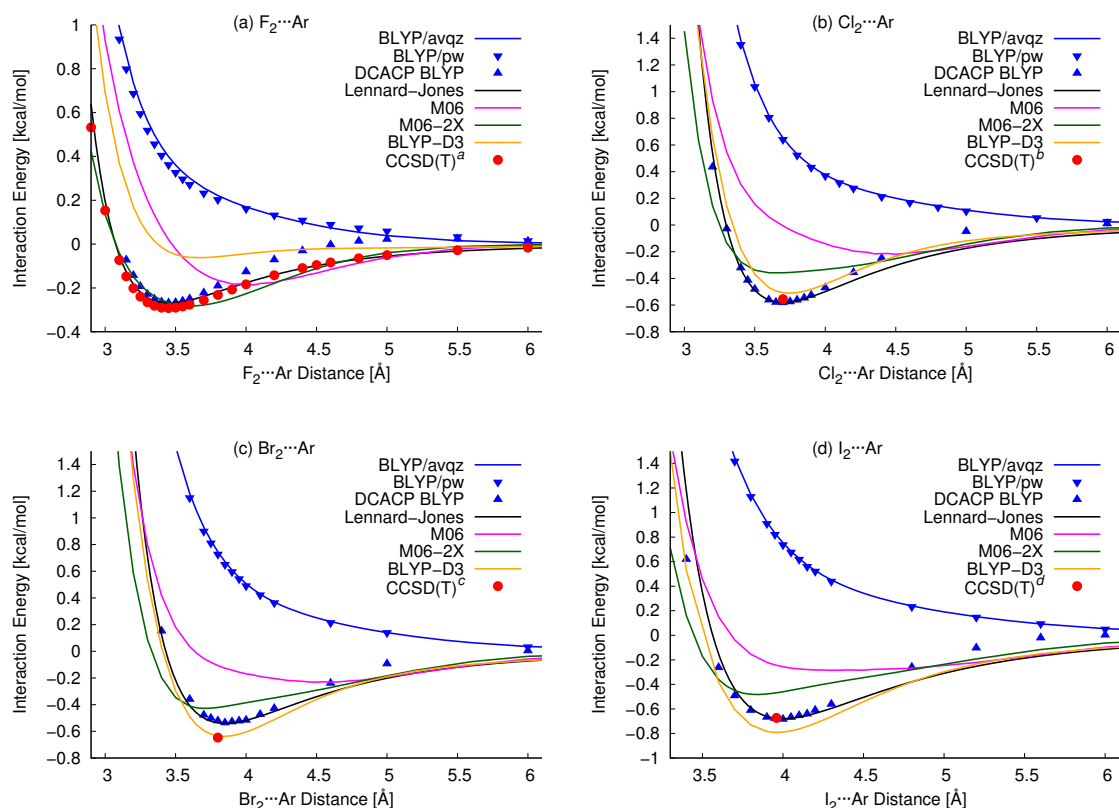 (a) F2···Ar
BLYP/avqz
BLYP/pw
DCACP BLYP
Lennard−Jones
M06
M06−2X
BLYP−D3
CCSD(T)a
Interaction Energy [kcal/mol]
1
0.8
0.6
0.4
0.2
0
−0.2
−0.4
3 3.5 4 4.5 5 5.5 6
F2···Ar Distance [Å]
(b) Cl2···Ar
BLYP/avqz
BLYP/pw
DCACP BLYP
Lennard−Jones
M06
M06−2X
BLYP−D3
CCSD(T)b
Interaction Energy [kcal/mol]
1.4
1.2
1
0.8
0.6
0.4
0.2
0
−0.2
−0.4
−0.6
−0.8
3 3.5 4 4.5 5 5.5 6
Cl2···Ar Distance [Å]
(c) Br2···Ar
BLYP/avqz
BLYP/pw
DCACP BLYP
Lennard−Jones
M06
M06−2X
BLYP−D3
CCSD(T)c
Interaction Energy [kcal/mol]
1.4
1.2
1
0.8
0.6
0.4
0.2
0
−0.2
−0.4
−0.6
−0.8
3 3.5 4 4.5 5 5.5 6
Br2···Ar Distance [Å]
(d) I2···Ar
BLYP/avqz
BLYP/pw
DCACP BLYP
Lennard−Jones
M06
M06−2X
BLYP−D3
CCSD(T)d
Interaction Energy [kcal/mol]
1.4
1.2
1
0.8
0.6
0.4
0.2
0
−0.2
−0.4
−0.6
−0.8
−1
3.5 4 4.5 5 5.5 6
I2···Ar Distance [Å]